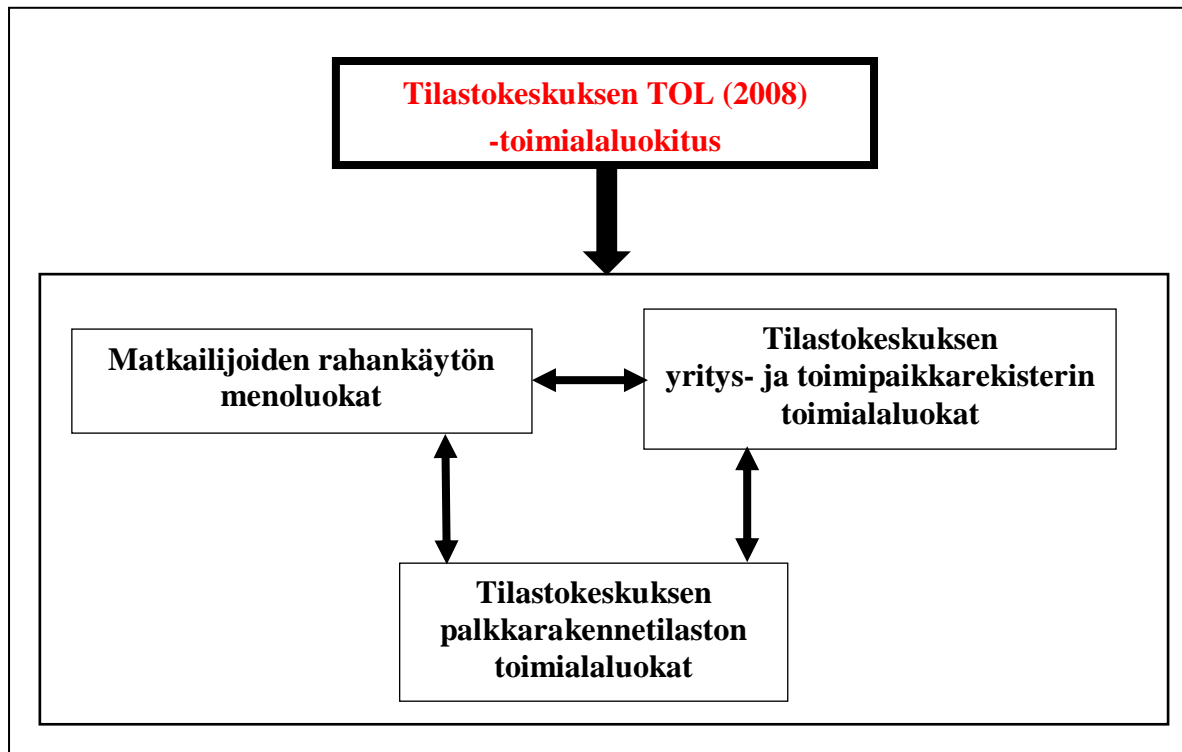 Tilastokeskuksen TOL (2008)
-toimialaluokitus
Matkailijoiden rahankäytön
menoluokat
Tilastokeskuksen
yritys- ja toimipaikkarekisterin
toimialaluokat
Tilastokeskuksen
palkkarakennetilaston
toimialaluokat